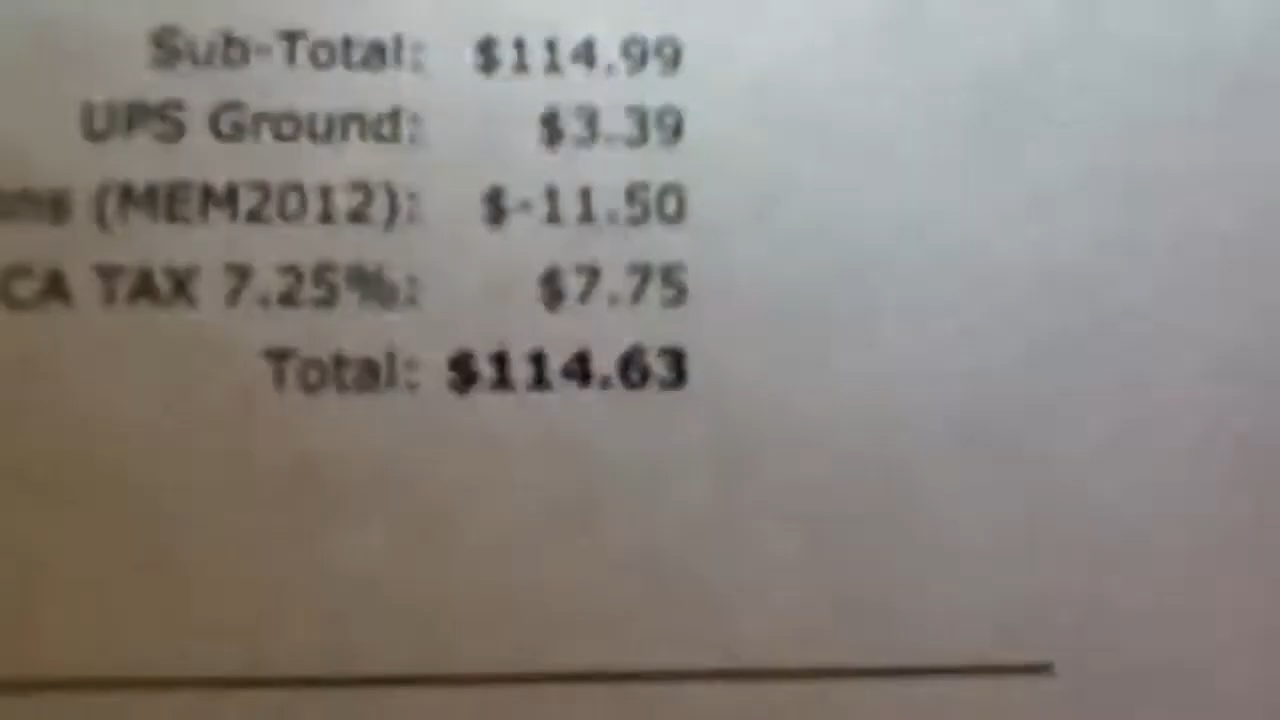 Sub-Total: $114.99
UPS Ground: $3.39
(MEM2012): $-11.50
CA TAX 7.25%: $7.75
Total: $114.63